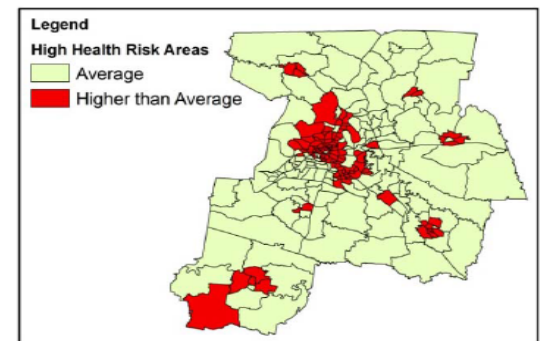 Legend
High Health Risk Areas
Average
Higher than Average